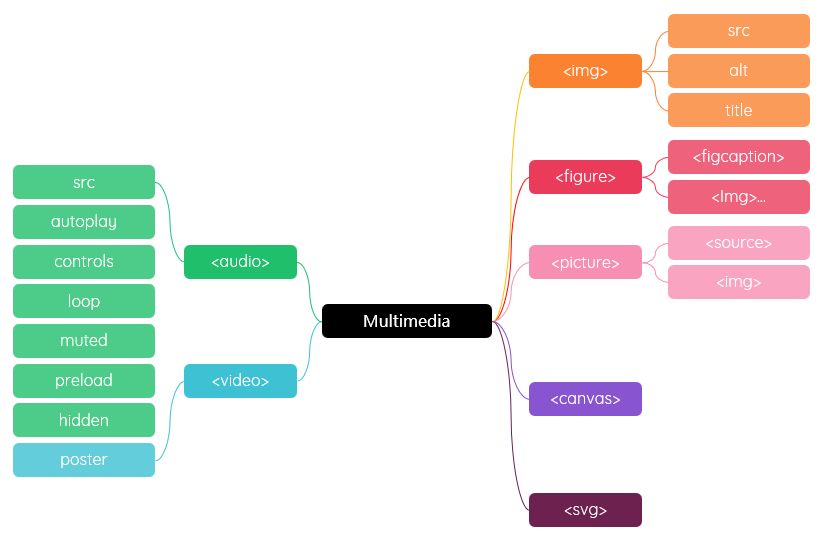 Multimedia
<img>
src
alt
title
<figure>
<figcaption>
<Img>...
<picture>
<source>
<img>
<canvas>
<svg>
<audio>
src
autoplay
controls
loop
muted
preload
hidden
<video>
poster